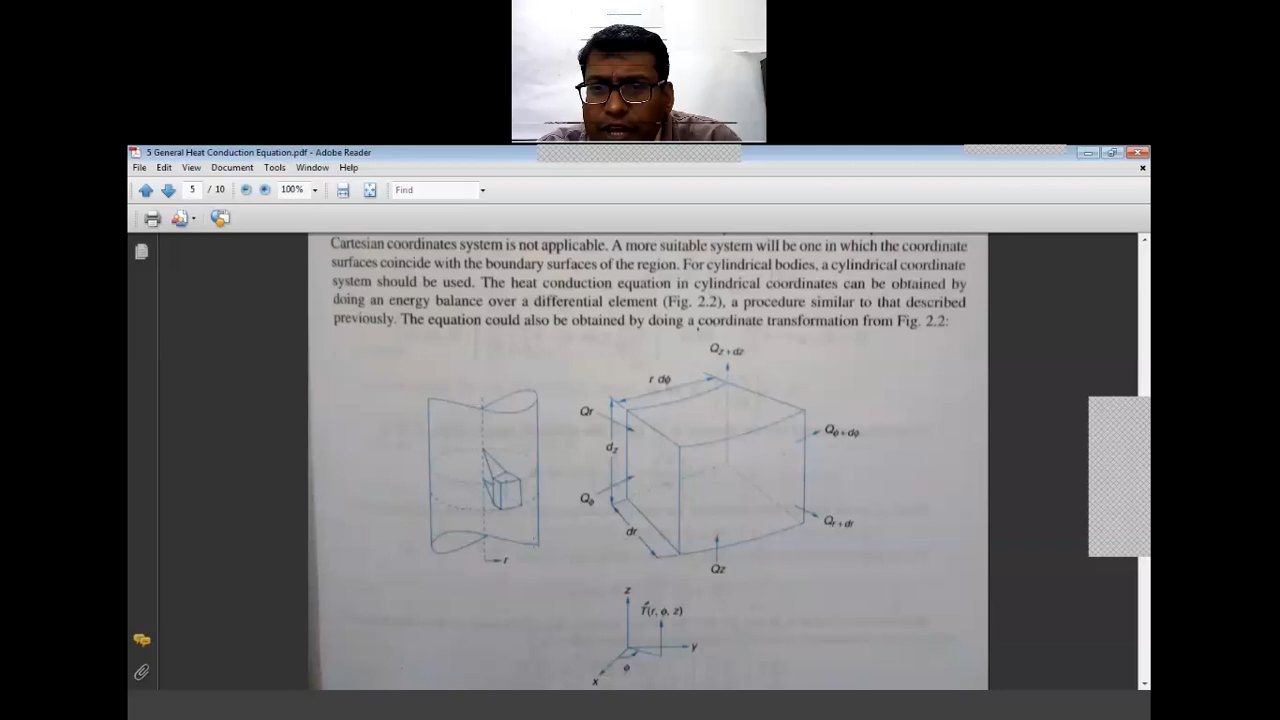 5 General Heat Conduction Equation.pdf - Adobe Reader
File Edit View Document Tools Window Help
5 / 10 100% Find
Cartesian coordinates system is not applicable. A more suitable system will be one in which the coordinate
surfaces coincide with the boundary surfaces of the region. For cylindrical bodies, a cylindrical coordinate
system should be used. The heat conduction equation in cylindrical coordinates can be obtained by
doing an energy balance over a differential element (Fig. 2.2), a procedure similar to that described
previously. The equation could also be obtained by doing a coordinate transformation from Fig. 2.2:
Qz + dz
r dϕ
Qr
Qϕ + dϕ
dz
Qϕ
Qr + dr
dr
r
Qz
z
T(r, ϕ, z)
y
ϕ
x